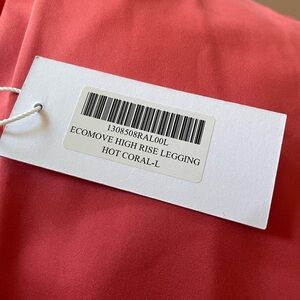 1308508RAL00L
ECOMOVE HIGH RISE LEGGING
HOT CORAL-L